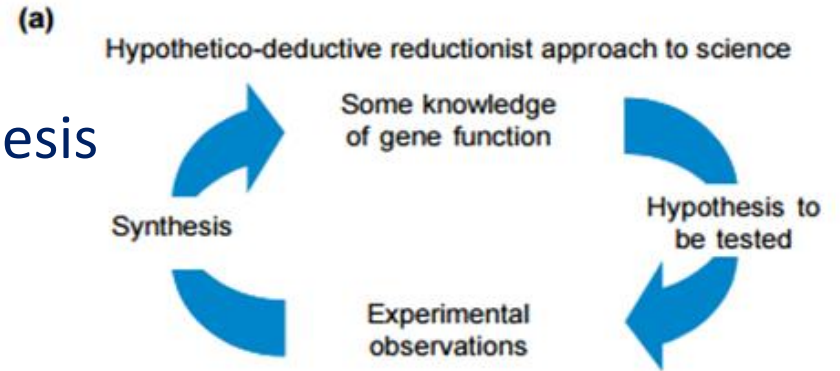 (a)
Hypothetico-deductive reductionist approach to science
esis
Some knowledge
of gene function
Synthesis
Hypothesis to
be tested
Experimental
observations